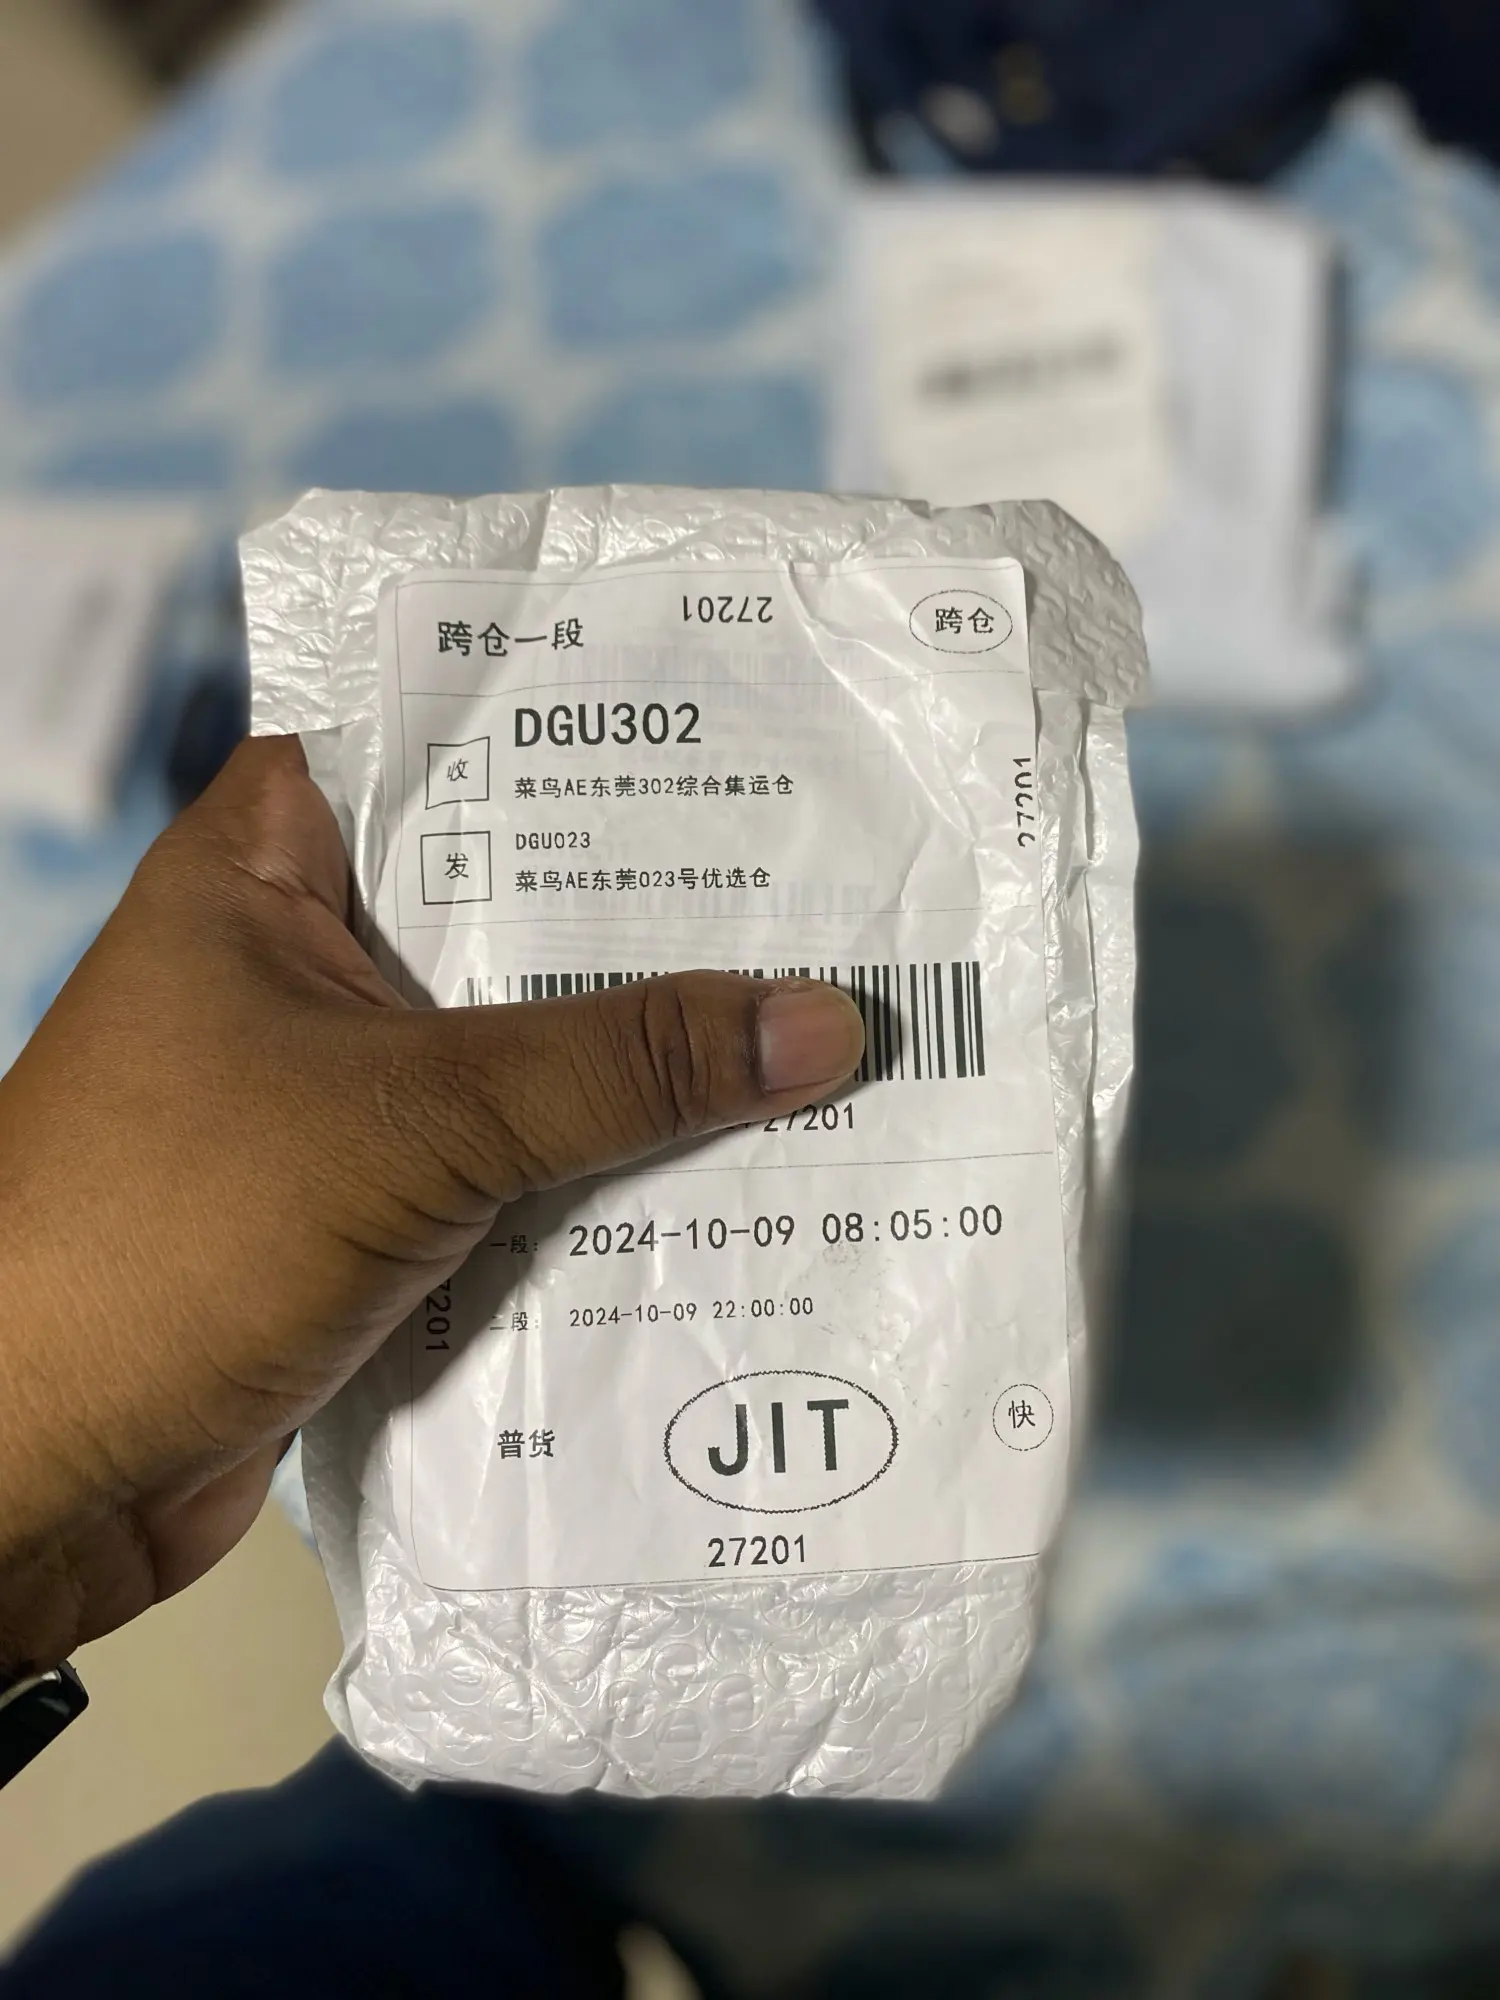 27201
跨仓一段
跨仓
DGU302
收
菜鸟AE东莞302综合集运仓
27201
DGU023
发
菜鸟AE东莞023号优选仓
27201
一段: 2024-10-09 08:05:00
二段: 2024-10-09 22:00:00
7201
普货
JIT
快
27201